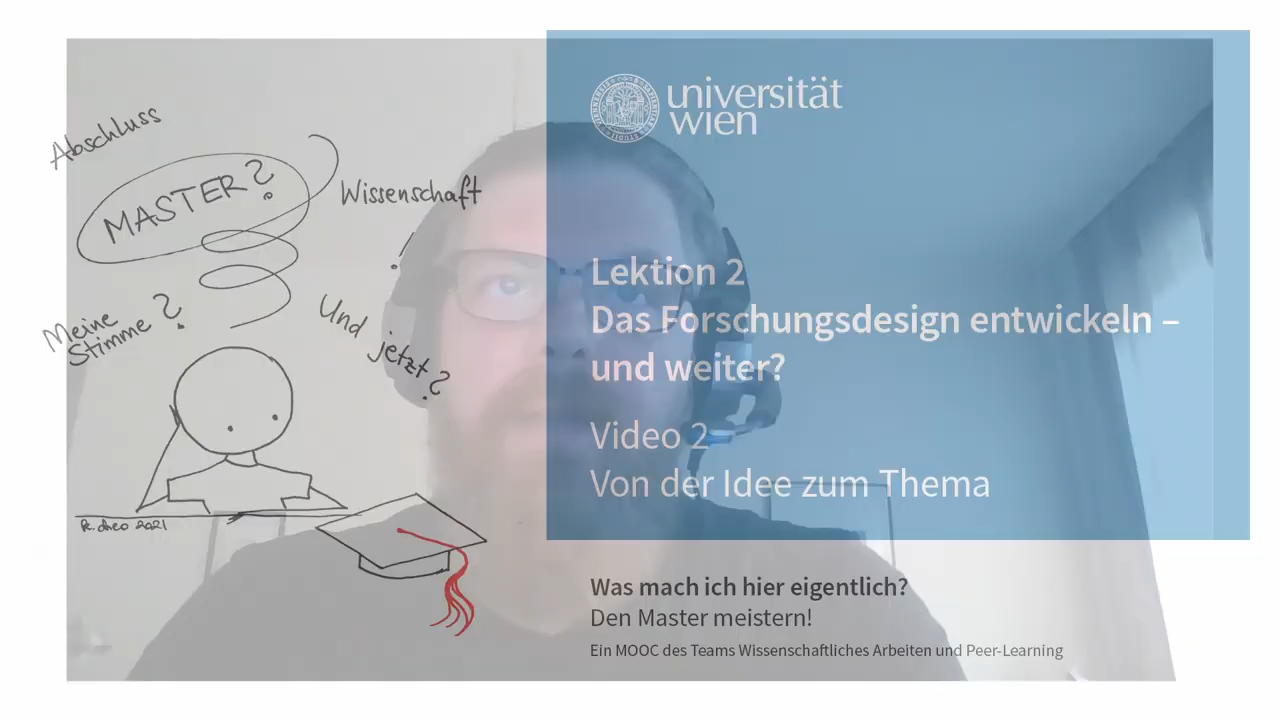 Abschluss
MASTER?
Wissenschaft
!
Meine
Stimme?
Und
jetzt?
universität
wien
Lektion 2
Das Forschungsdesign entwickeln –
und weiter?
Video 2
Von der Idee zum Thema
Was mach ich hier eigentlich?
Den Master meistern!
Ein MOOC des Teams Wissenschaftliches Arbeiten und Peer-Learning
2021